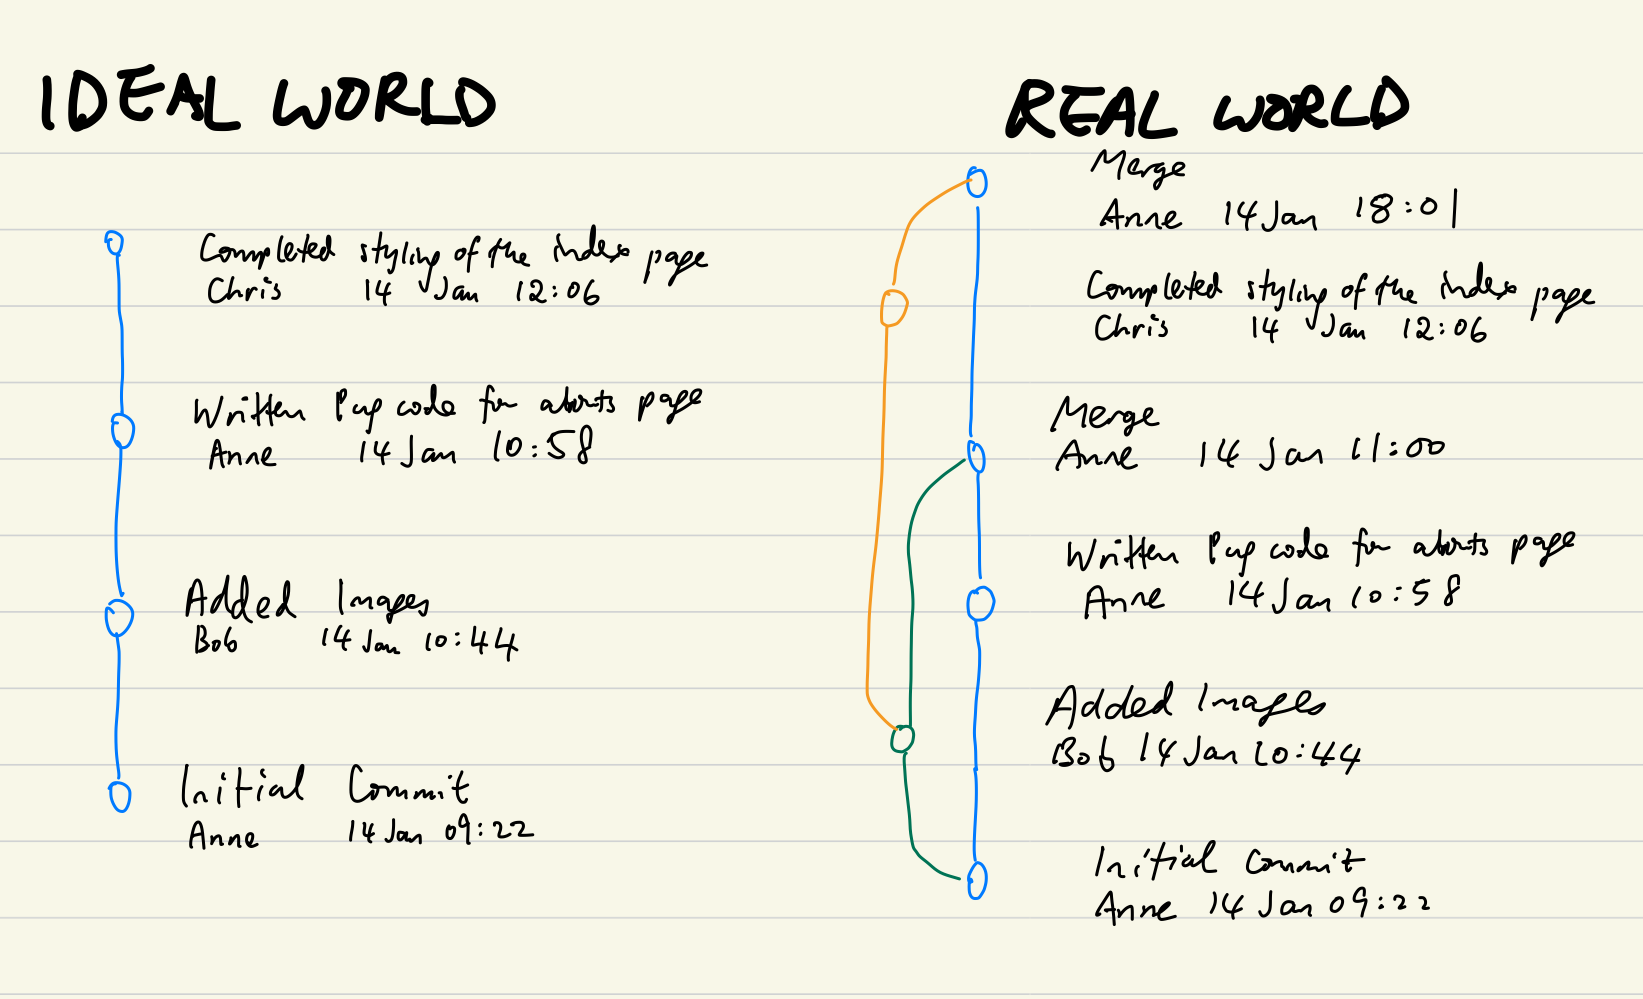 IDEAL WORLD
Completed styling of the index page
Chris 14 Jan 12:06
Written Pug code for abouts page
Anne 14 Jan 10:58
Added Images
Bob 14 Jan 10:44
Initial Commit
Anne 14 Jan 09:22
REAL WORLD
Merge
Anne 14 Jan 18:01
Completed styling of the index page
Chris 14 Jan 12:06
Merge
Anne 14 Jan 11:00
Written Pug code for abouts page
Anne 14 Jan 10:58
Added Images
Bob 14 Jan 10:44
Initial Commit
Anne 14 Jan 09:22